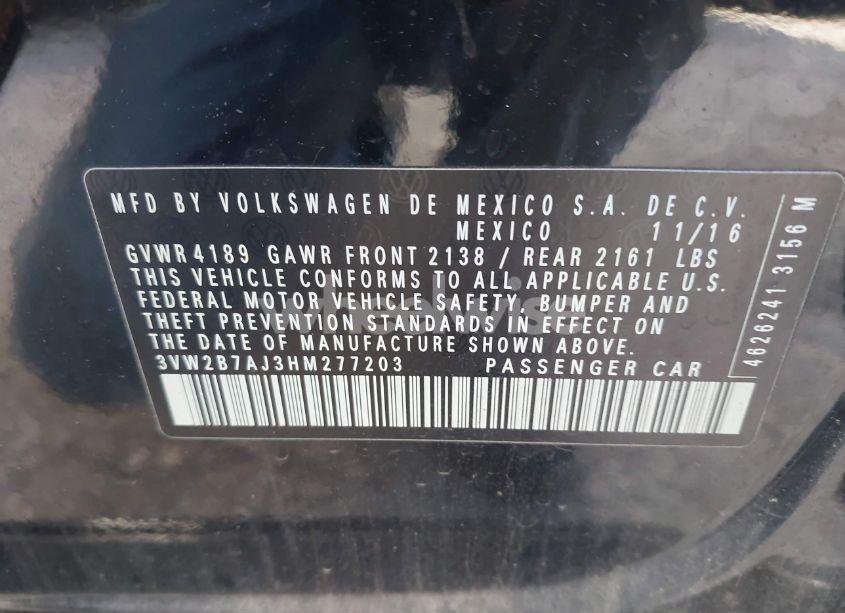 MFD BY VOLKSWAGEN DE MEXICO S.A. DE C.V.
MEXICO 11/16
GVWR4189 GAWR FRONT 2138 / REAR 2161 LBS
THIS VEHICLE CONFORMS TO ALL APPLICABLE U.S.
FEDERAL MOTOR VEHICLE SAFETY, BUMPER AND
THEFT PREVENTION STANDARDS IN EFFECT ON
THE DATE OF MANUFACTURE SHOWN ABOVE.
3VW2B7AJ3HM277203 PASSENGER CAR
4626241 3156 M